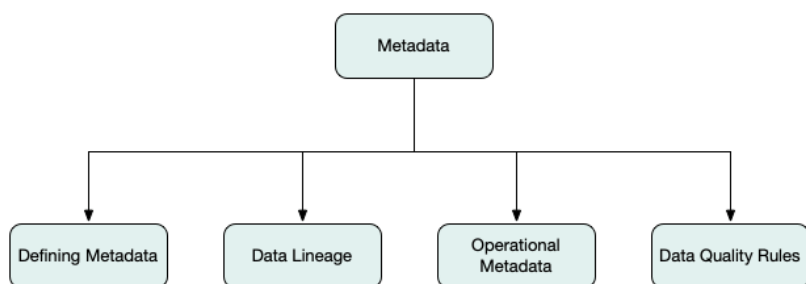 Metadata
Defining Metadata
Data Lineage
Operational
Metadata
Data Quality Rules